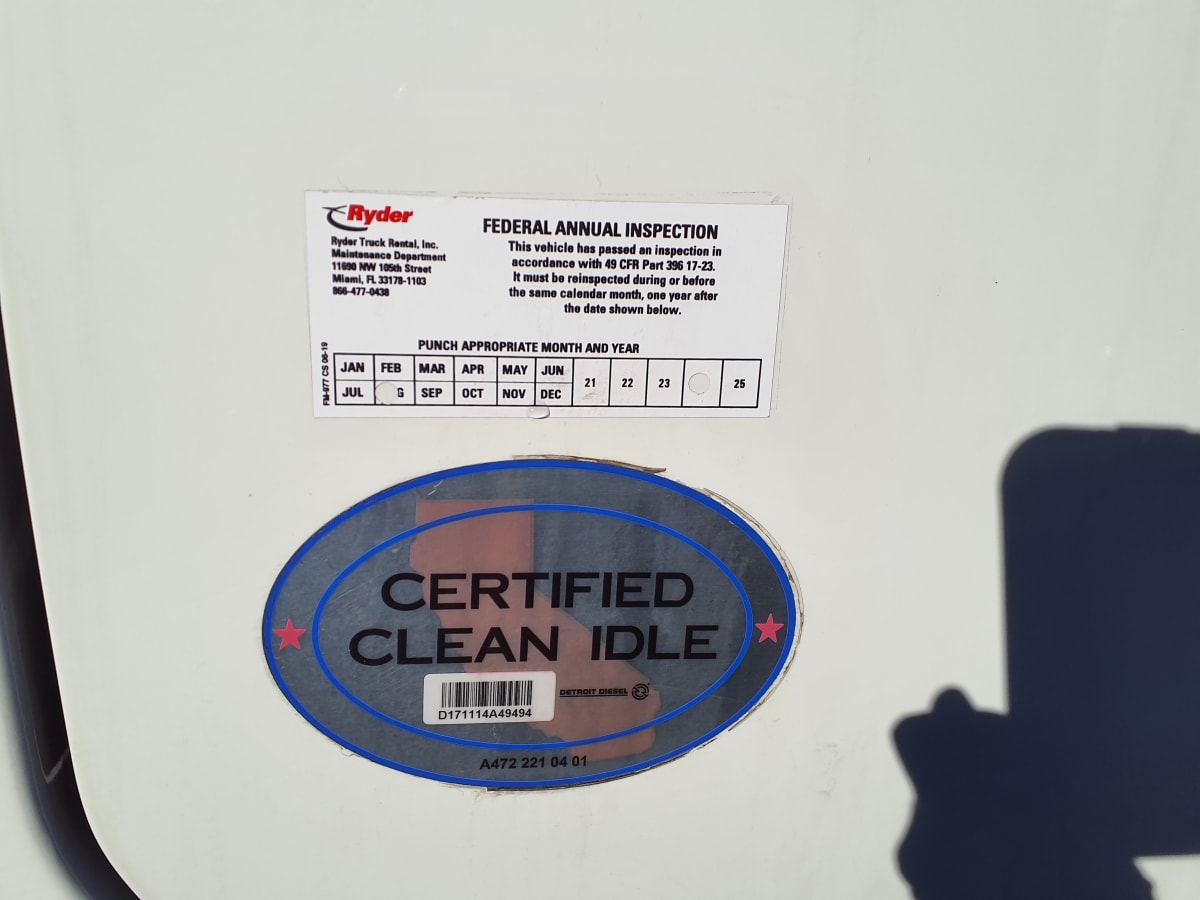 Ryder
Ryder Truck Rental, Inc.
Maintenance Department
11690 NW 105th Street
Miami, FL 33178-1103
866-477-0438
FEDERAL ANNUAL INSPECTION
This vehicle has passed an inspection in
accordance with 49 CFR Part 396 17-23.
It must be reinspected during or before
the same calendar month, one year after
the date shown below.
PUNCH APPROPRIATE MONTH AND YEAR
FM-977 CS 06-19
JAN FEB MAR APR MAY JUN
JUL G SEP OCT NOV DEC
21 22 23 25
CERTIFIED
CLEAN IDLE
DETROIT DIESEL
D171114A49494
A472 221 04 01